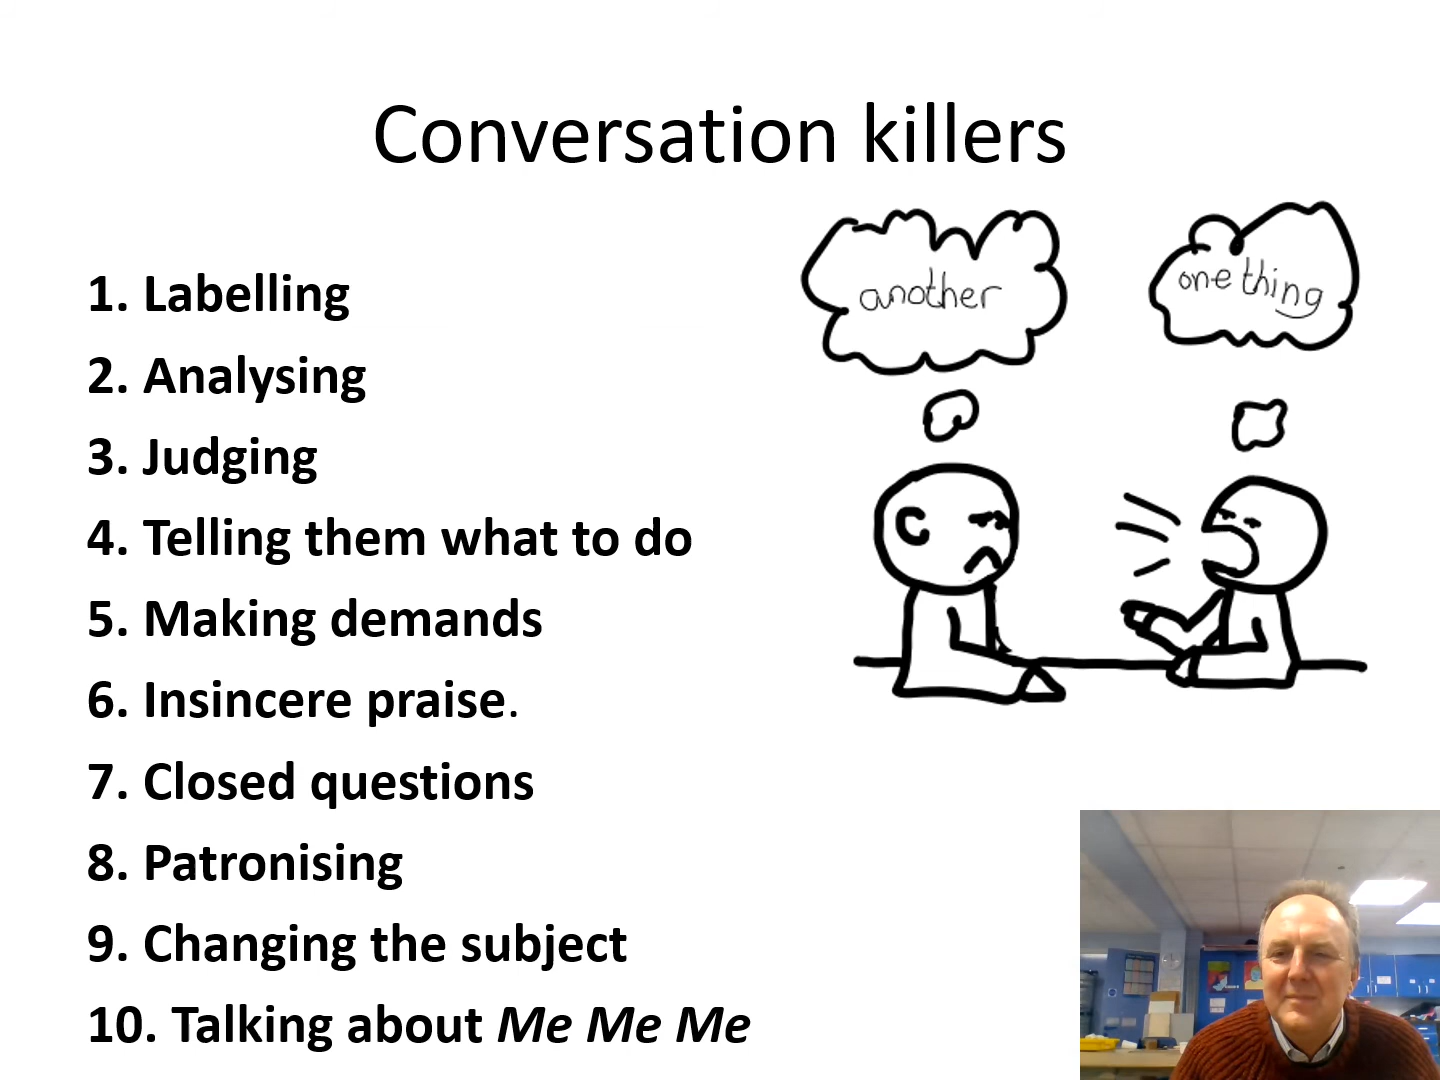 Conversation killers
another
one thing
1. Labelling
2. Analysing
3. Judging
4. Telling them what to do
5. Making demands
6. Insincere praise.
7. Closed questions
8. Patronising
9. Changing the subject
10. Talking about Me Me Me